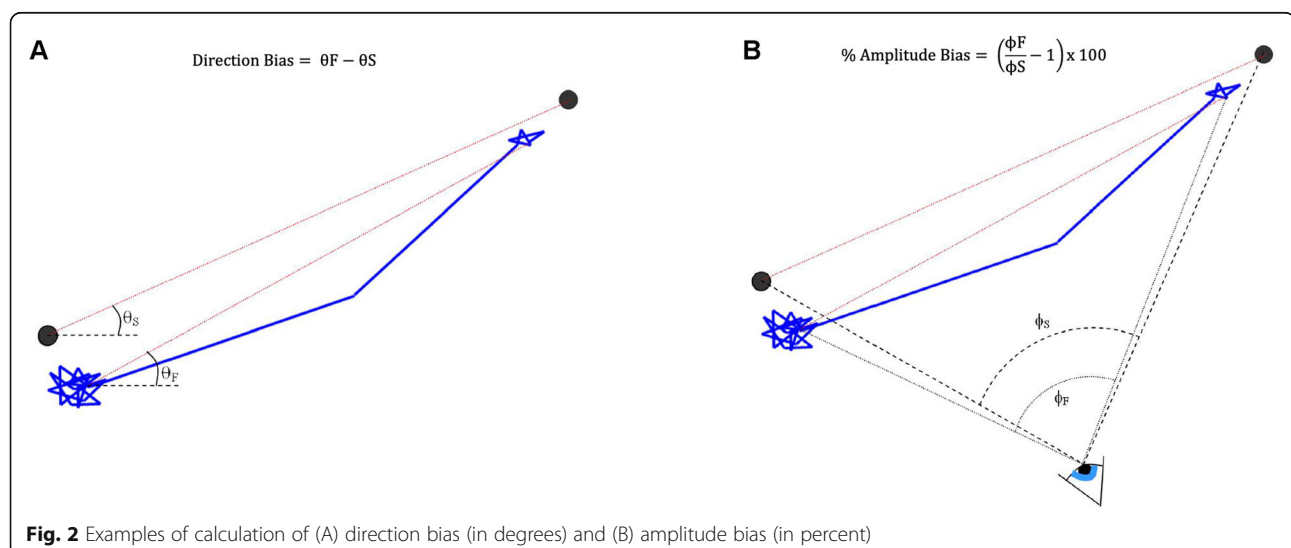 A
Direction Bias = θF − θS
θS
θF
B
% Amplitude Bias = (ϕF/ϕS − 1) x 100
ϕS
ϕF
Fig. 2 Examples of calculation of (A) direction bias (in degrees) and (B) amplitude bias (in percent)